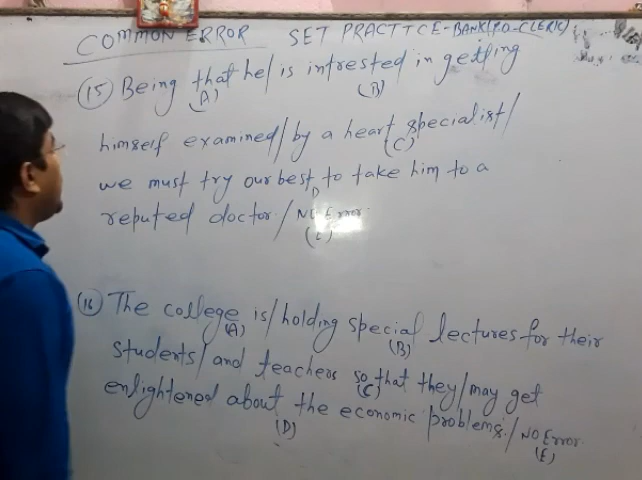 COMMON ERROR SET PRACTICE-BANK(P.O-CLERK)
(15) Being that he/is intrested in getting
(A) (B)
himself examined/by a heart specialist/
(C)
we must try our best to take him to a
D
reputed doctor./NO Error.
(E)
(16) The college is/holding special lectures for their
(A) (B)
students/and teachers so that they/may get
(C)
enlightened about the economic problems./NO Error.
(D) (E)